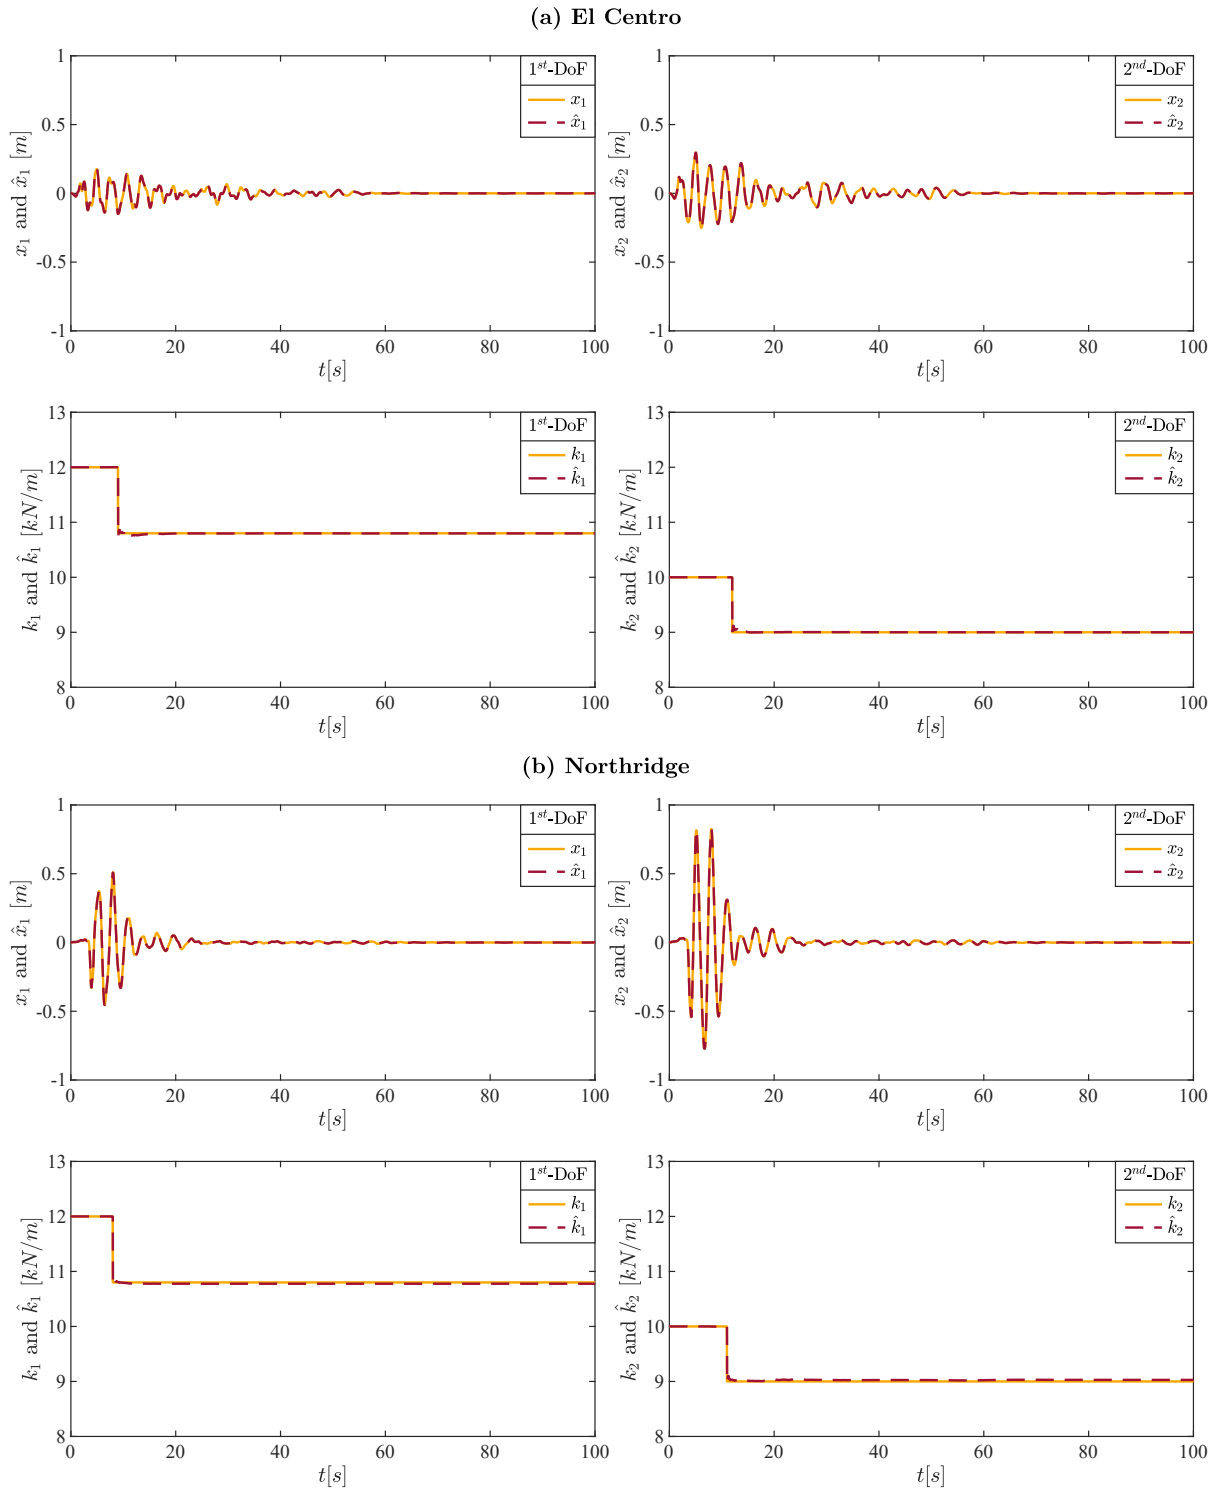 (a) El Centro
1
0.5
0
-0.5
-1
0 20 40 60 80 100
t[s]
x₁ and x̂₁ [m]
1ˢᵗ-DoF
x₁
x̂₁
1
0.5
0
-0.5
-1
0 20 40 60 80 100
t[s]
x₂ and x̂₂ [m]
2ⁿᵈ-DoF
x₂
x̂₂
13
12
11
10
9
8
0 20 40 60 80 100
t[s]
k₁ and k̂₁ [kN/m]
1ˢᵗ-DoF
k₁
k̂₁
13
12
11
10
9
8
0 20 40 60 80 100
t[s]
k₂ and k̂₂ [kN/m]
2ⁿᵈ-DoF
k₂
k̂₂
(b) Northridge
1
0.5
0
-0.5
-1
0 20 40 60 80 100
t[s]
x₁ and x̂₁ [m]
1ˢᵗ-DoF
x₁
x̂₁
1
0.5
0
-0.5
-1
0 20 40 60 80 100
t[s]
x₂ and x̂₂ [m]
2ⁿᵈ-DoF
x₂
x̂₂
13
12
11
10
9
8
0 20 40 60 80 100
t[s]
k₁ and k̂₁ [kN/m]
1ˢᵗ-DoF
k₁
k̂₁
13
12
11
10
9
8
0 20 40 60 80 100
t[s]
k₂ and k̂₂ [kN/m]
2ⁿᵈ-DoF
k₂
k̂₂